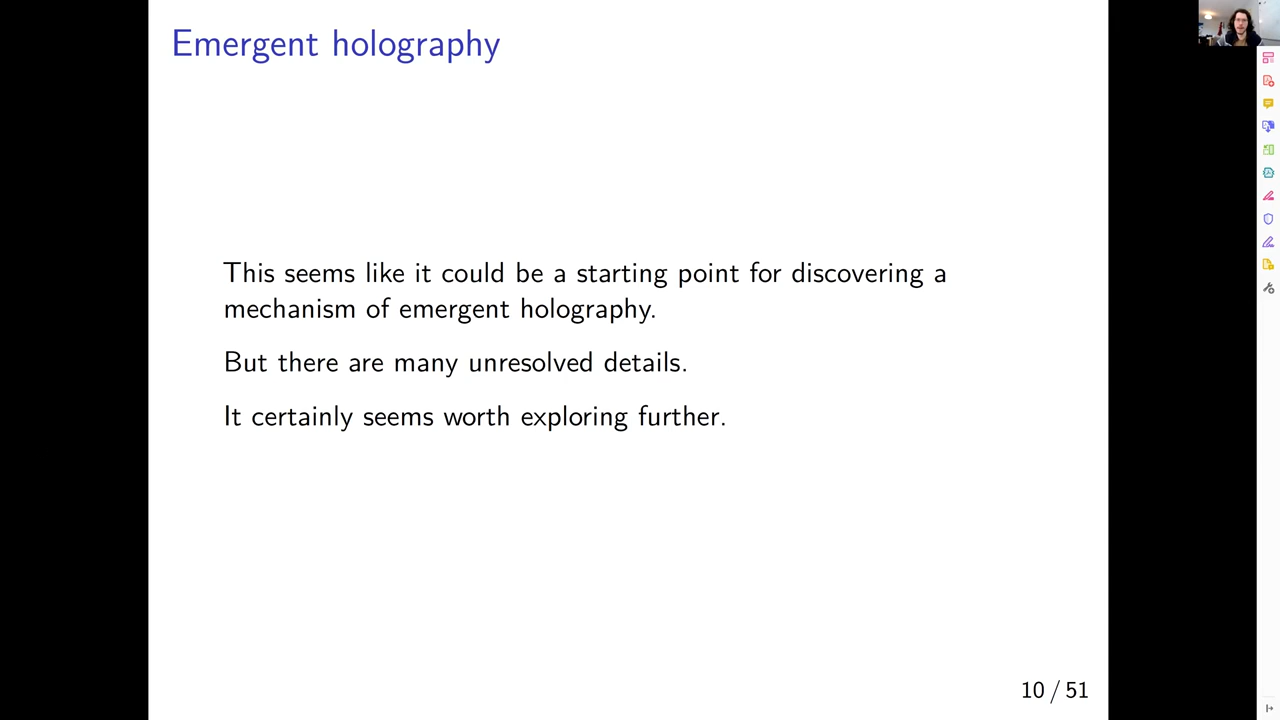 Emergent holography
This seems like it could be a starting point for discovering a
mechanism of emergent holography.
But there are many unresolved details.
It certainly seems worth exploring further.
10 / 51